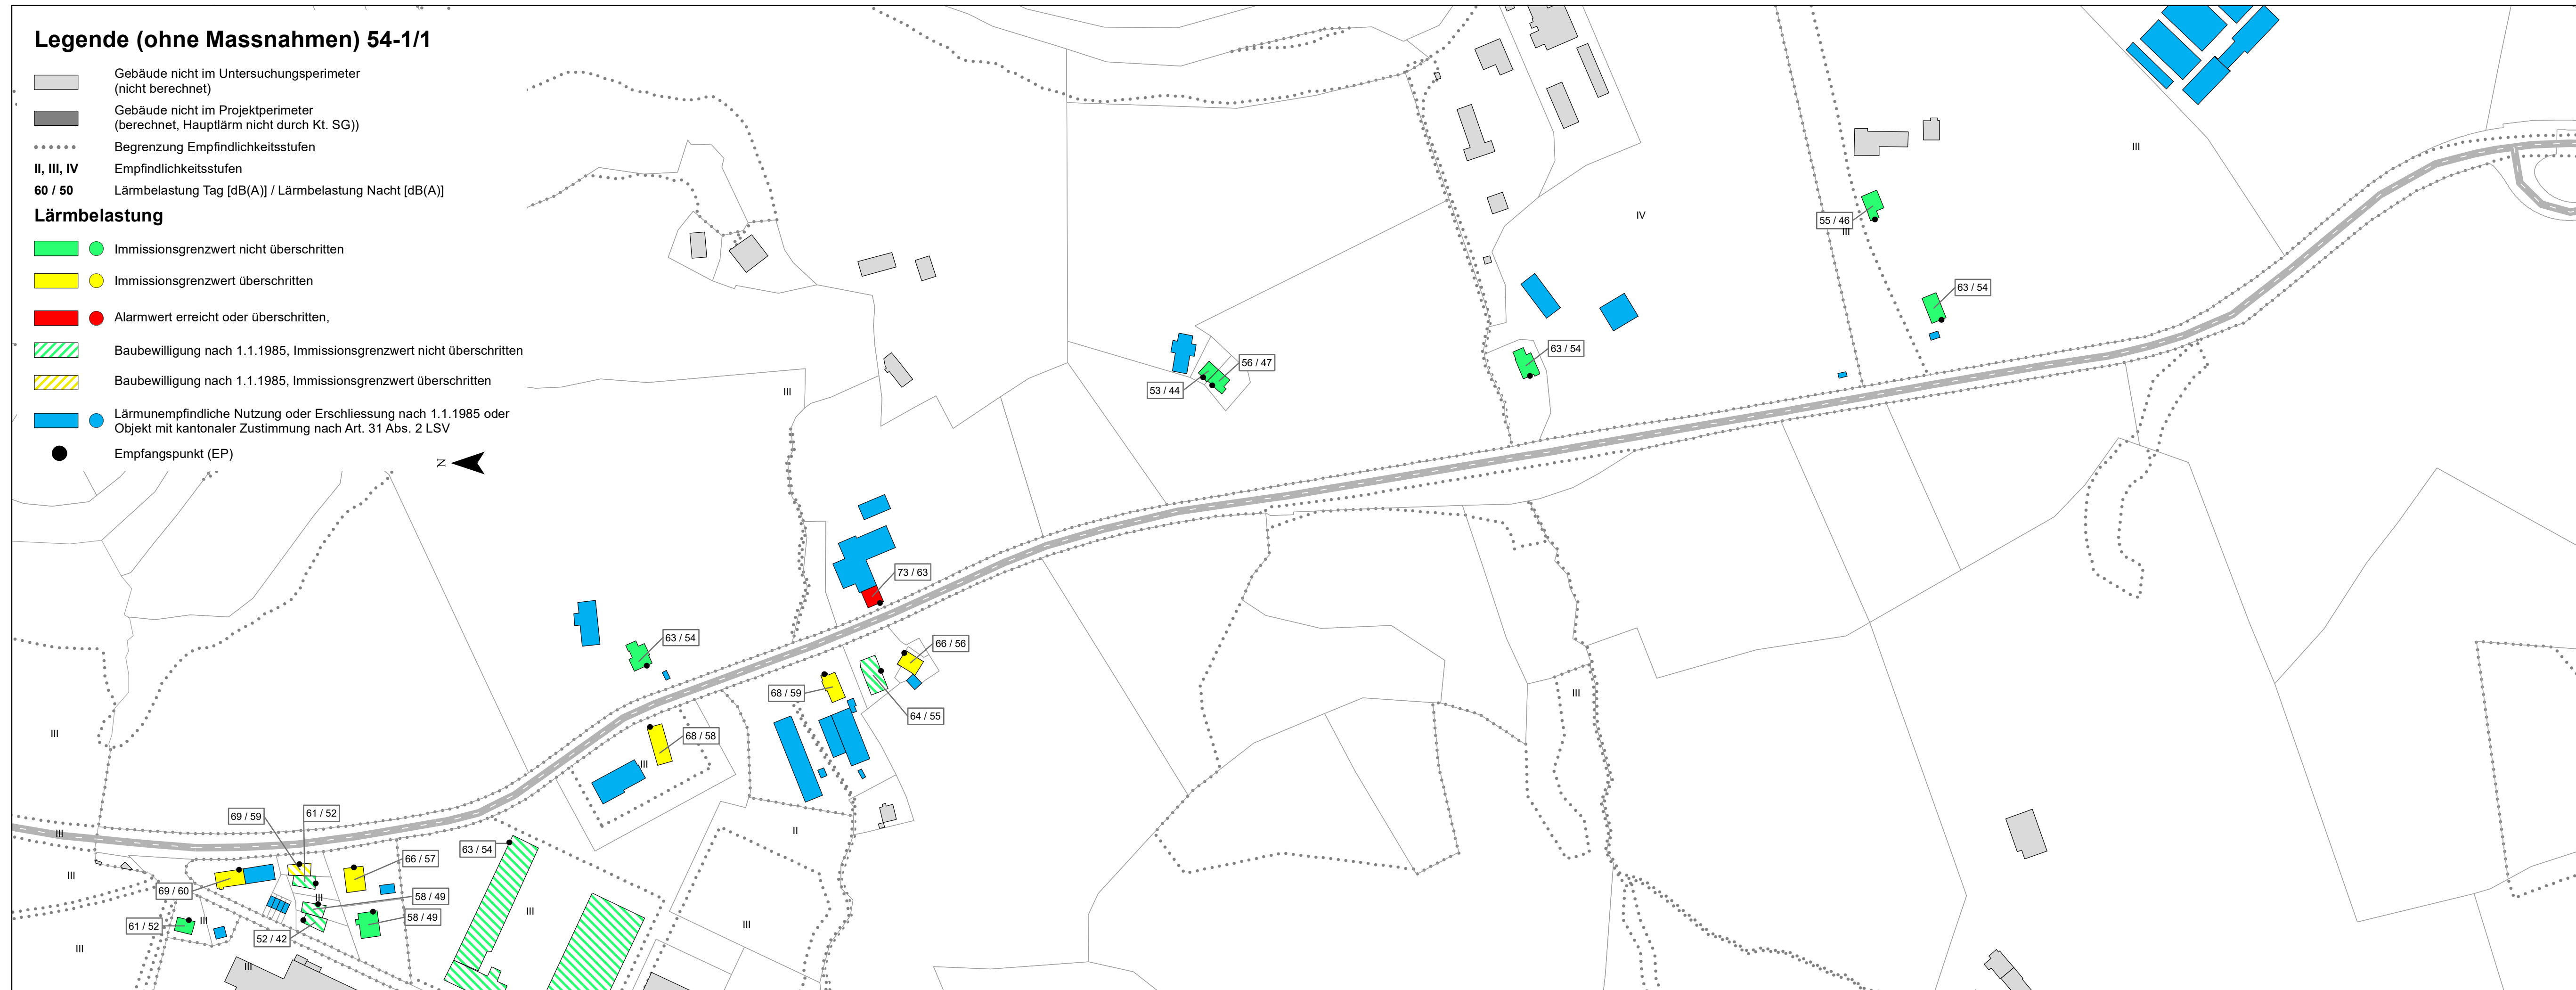 Legende (ohne Massnahmen) 54-1/1
Gebäude nicht im Untersuchungsperimeter
(nicht berechnet)
Gebäude nicht im Projektperimeter
(berechnet, Hauptlärm nicht durch Kt. SG))
Begrenzung Empfindlichkeitsstufen
II, III, IV Empfindlichkeitsstufen
60 / 50 Lärmbelastung Tag [dB(A)] / Lärmbelastung Nacht [dB(A)]
Lärmbelastung
Immissionsgrenzwert nicht überschritten
Immissionsgrenzwert überschritten
Alarmwert erreicht oder überschritten,
Baubewilligung nach 1.1.1985, Immissionsgrenzwert nicht überschritten
Baubewilligung nach 1.1.1985, Immissionsgrenzwert überschritten
Lärmunempfindliche Nutzung oder Erschliessung nach 1.1.1985 oder
Objekt mit kantonaler Zustimmung nach Art. 31 Abs. 2 LSV
Empfangspunkt (EP)
N
III
IV
55 / 46
III
63 / 54
63 / 54
56 / 47
53 / 44
III
73 / 63
63 / 54
66 / 56
68 / 59
III
64 / 55
III
68 / 58
III
69 / 59
61 / 52
II
III
63 / 54
66 / 57
III
69 / 60
58 / 49
III
III
III
58 / 49
61 / 52
III
52 / 42
III
III